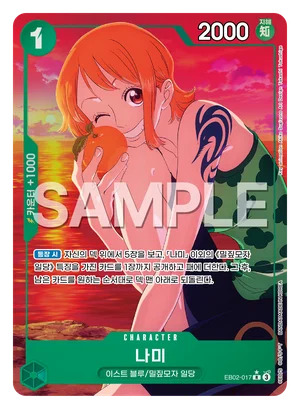 1
2000
지혜
知
카운터 +1000
SAMPLE
등장 시 자신의 덱 위에서 5장을 보고, 「나미」 이외의 《밀짚모자
일당》 특징을 가진 카드를 1장까지 공개하고 패에 더한다. 그 후,
남은 카드를 원하는 순서대로 덱 맨 아래로 되돌린다.
CHARACTER
나미
이스트 블루/밀짚모자 일당
EB02-017 R
3